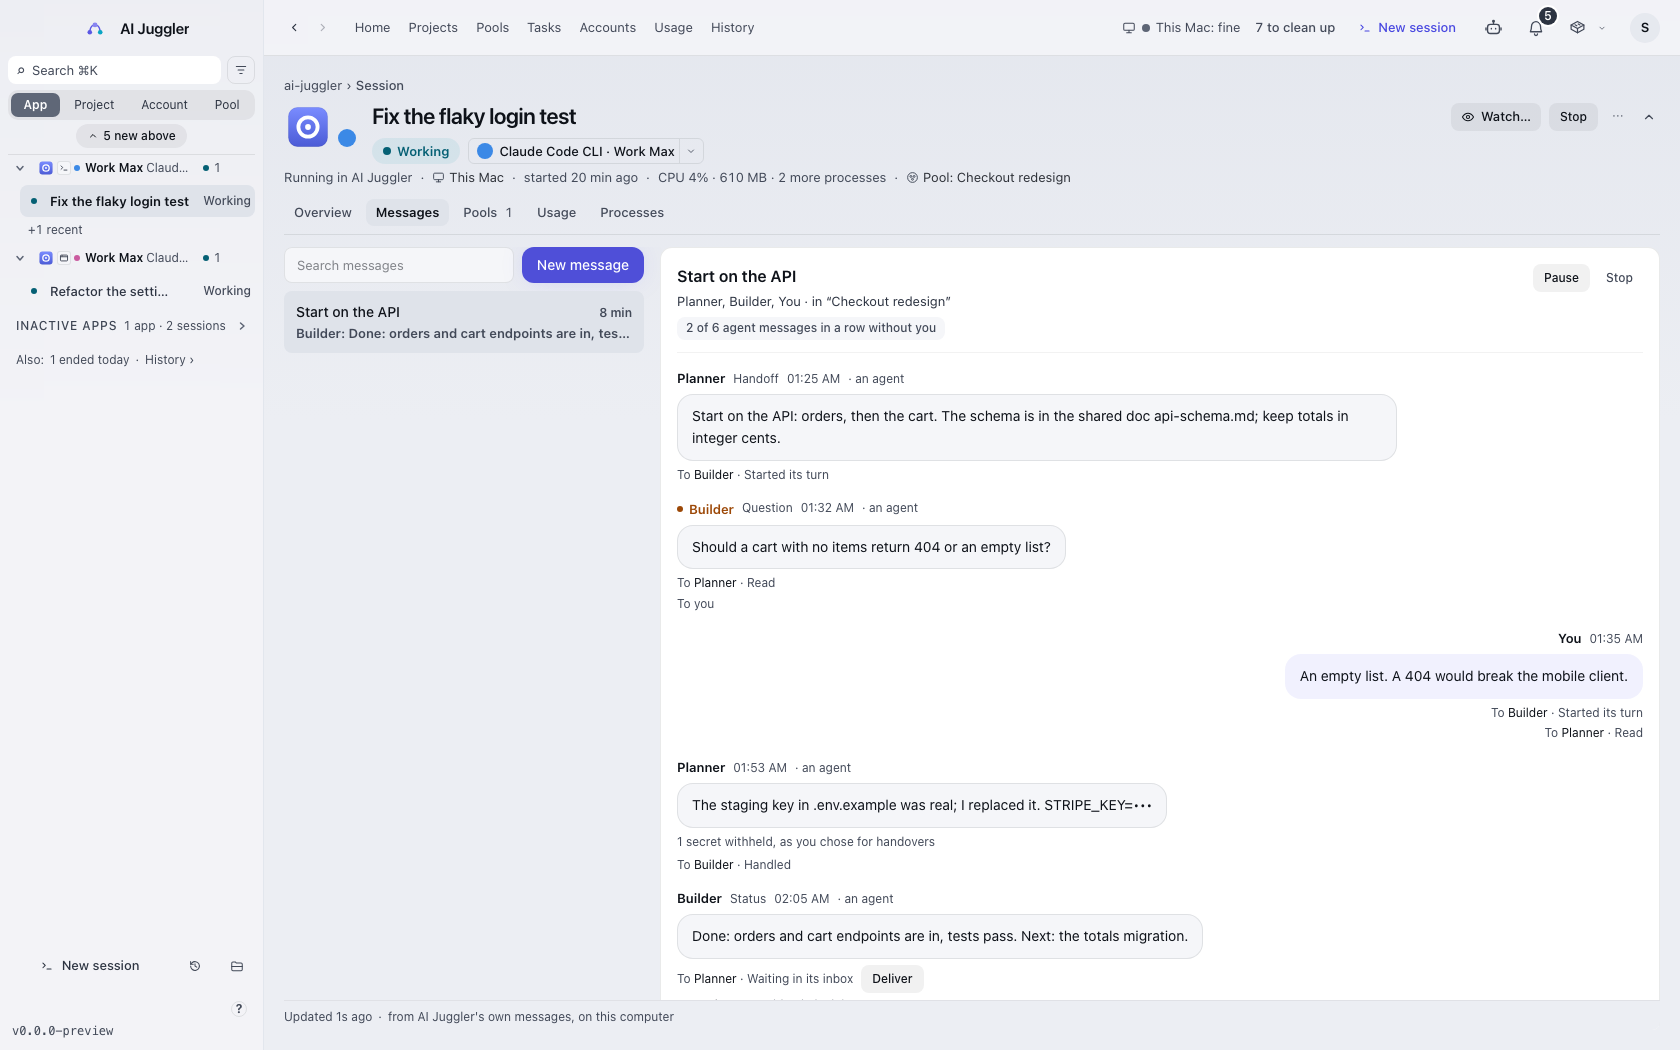 AI Juggler
Search ⌘K
App Project Account Pool
5 new above
Work Max Claud... 1
Fix the flaky login test Working
+1 recent
Work Max Claud... 1
Refactor the setti... Working
INACTIVE APPS 1 app · 2 sessions
Also: 1 ended today · History ›
New session
?
v0.0.0-preview
Home Projects Pools Tasks Accounts Usage History
This Mac: fine 7 to clean up New session 5 S
ai-juggler › Session
Fix the flaky login test
Watch... Stop ...
Working Claude Code CLI · Work Max
Running in AI Juggler · This Mac · started 20 min ago · CPU 4% · 610 MB · 2 more processes · Pool: Checkout redesign
Overview Messages Pools 1 Usage Processes
Search messages New message
Start on the API 8 min
Builder: Done: orders and cart endpoints are in, tes...
Start on the API
Pause Stop
Planner, Builder, You · in “Checkout redesign”
2 of 6 agent messages in a row without you
Planner Handoff 01:25 AM · an agent
Start on the API: orders, then the cart. The schema is in the shared doc api-schema.md; keep totals in
integer cents.
To Builder · Started its turn
Builder Question 01:32 AM · an agent
Should a cart with no items return 404 or an empty list?
To Planner · Read
To you
You 01:35 AM
An empty list. A 404 would break the mobile client.
To Builder · Started its turn
To Planner · Read
Planner 01:53 AM · an agent
The staging key in .env.example was real; I replaced it. STRIPE_KEY=•••
1 secret withheld, as you chose for handovers
To Builder · Handled
Builder Status 02:05 AM · an agent
Done: orders and cart endpoints are in, tests pass. Next: the totals migration.
To Planner · Waiting in its inbox Deliver
Updated 1s ago · from AI Juggler's own messages, on this computer